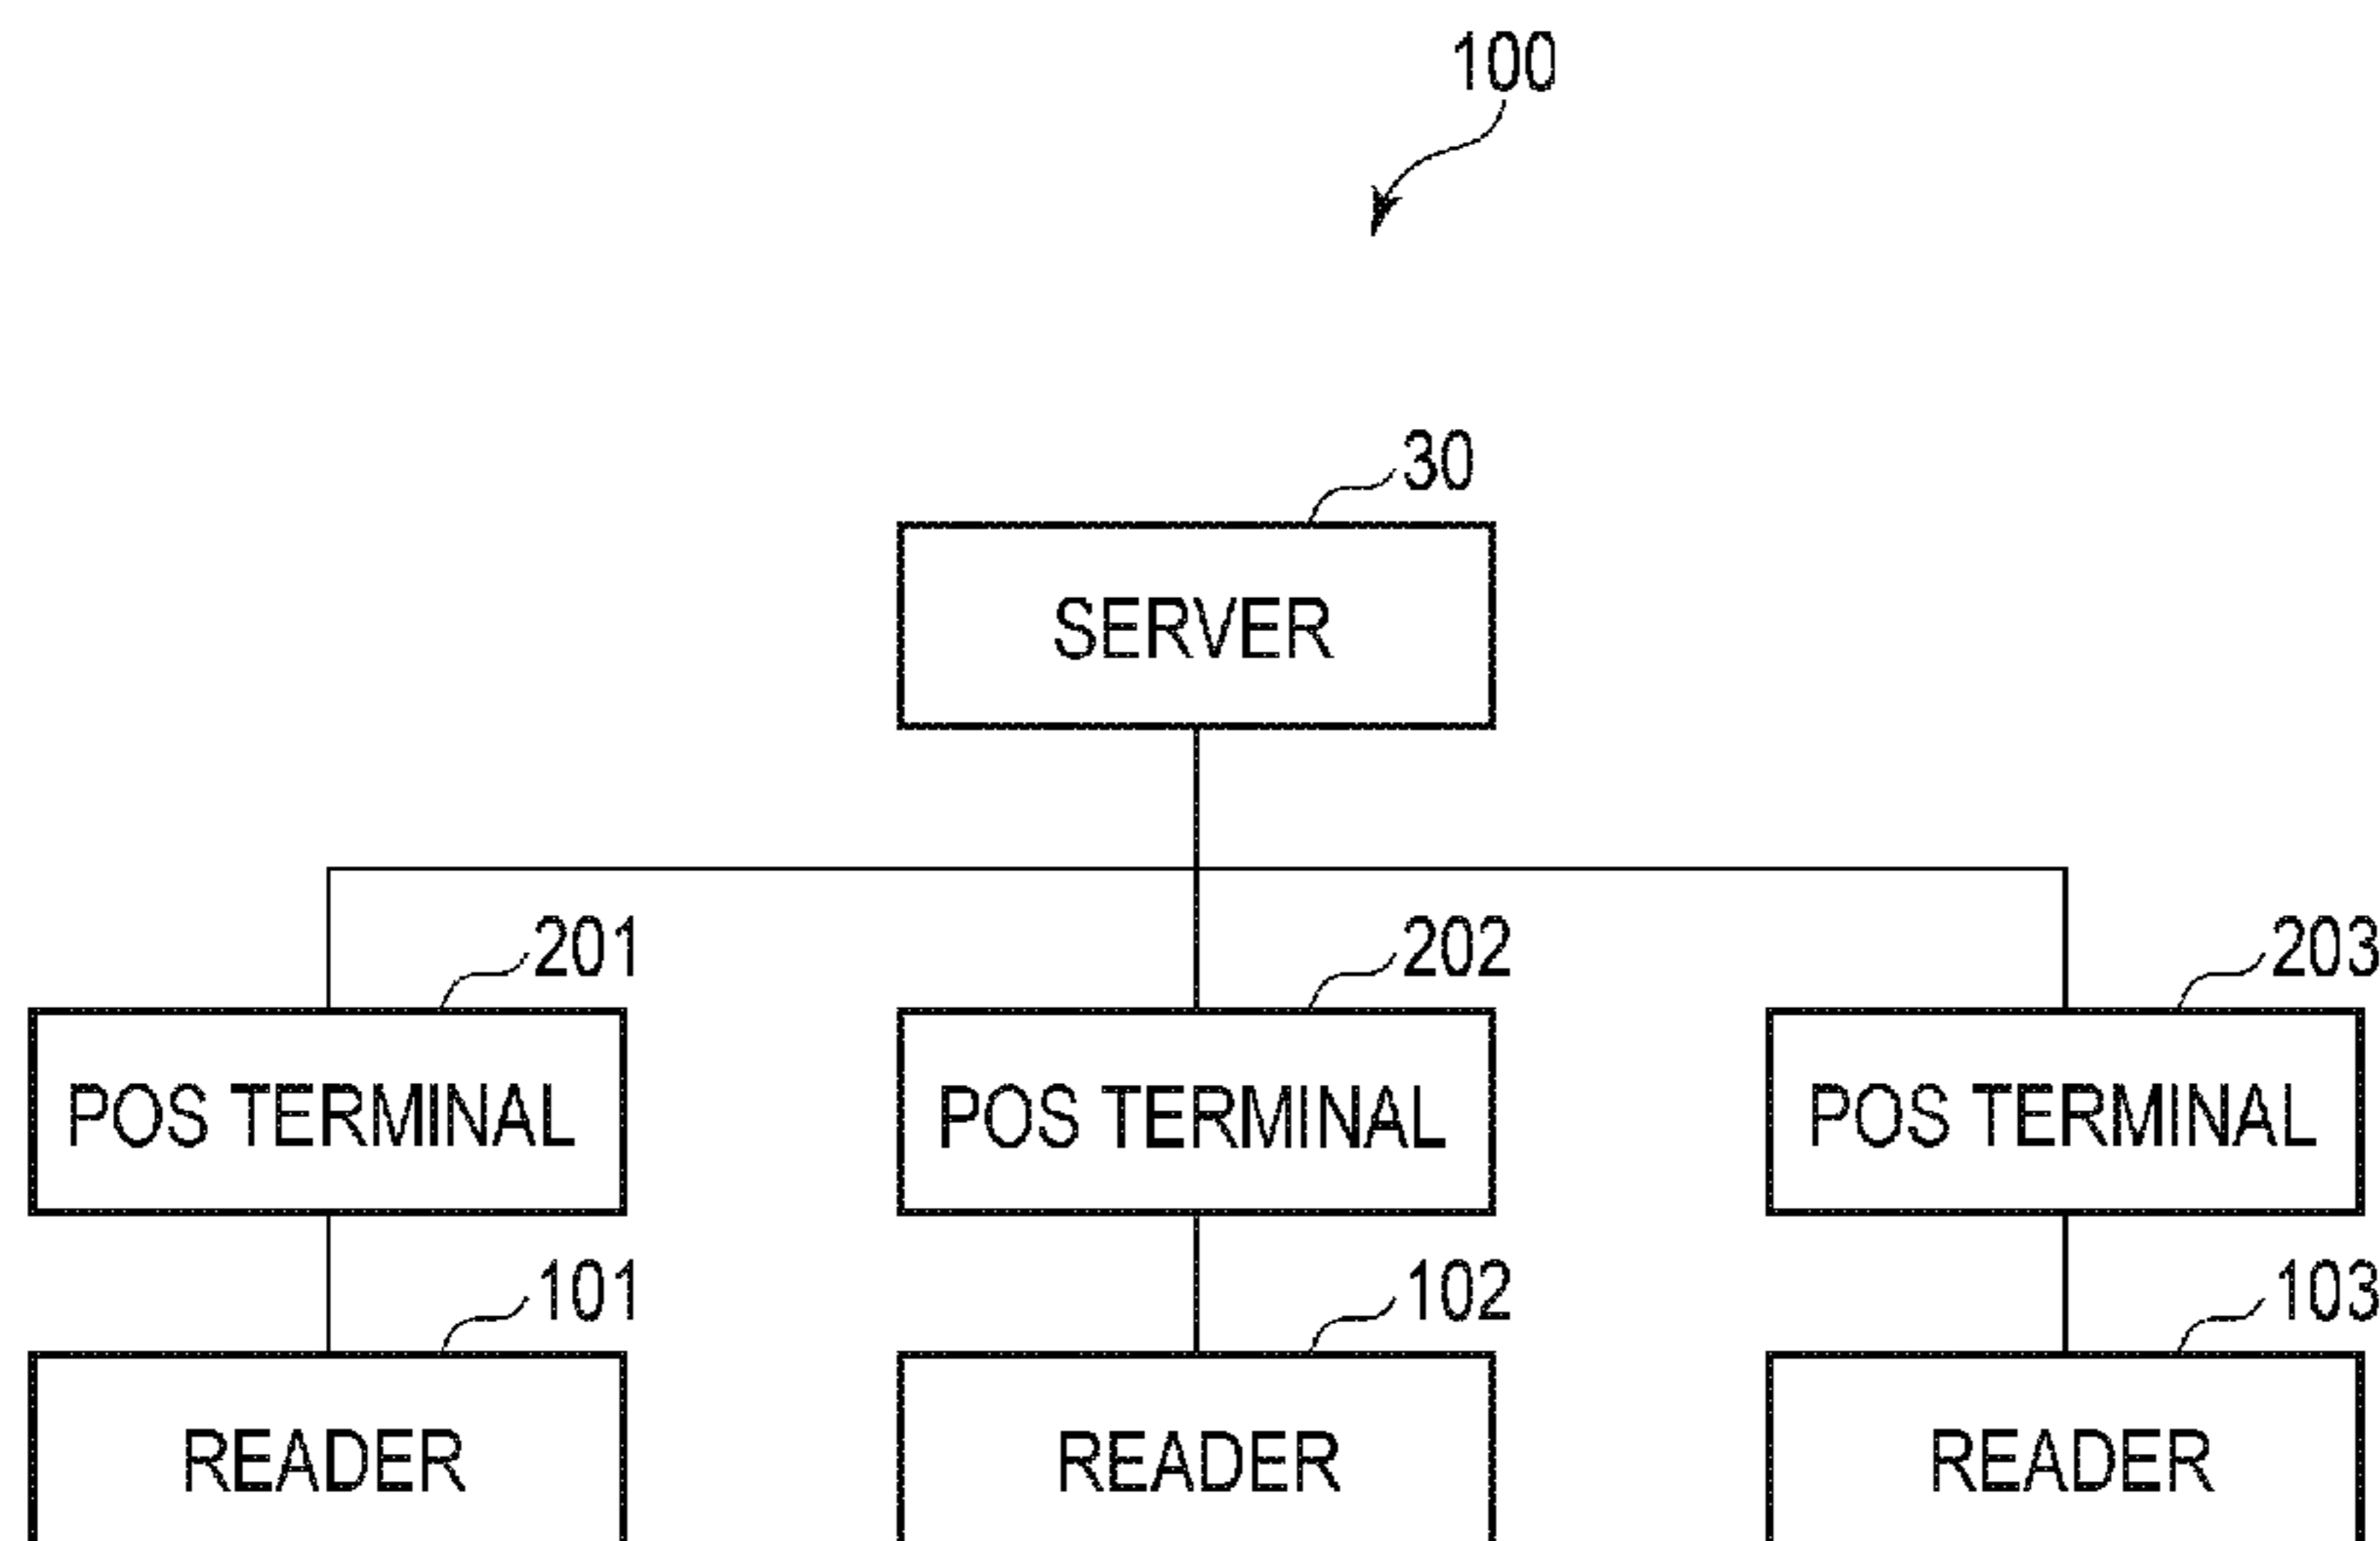 100
30
SERVER
201
202
203
POS TERMINAL
POS TERMINAL
POS TERMINAL
101
102
103
READER
READER
READER